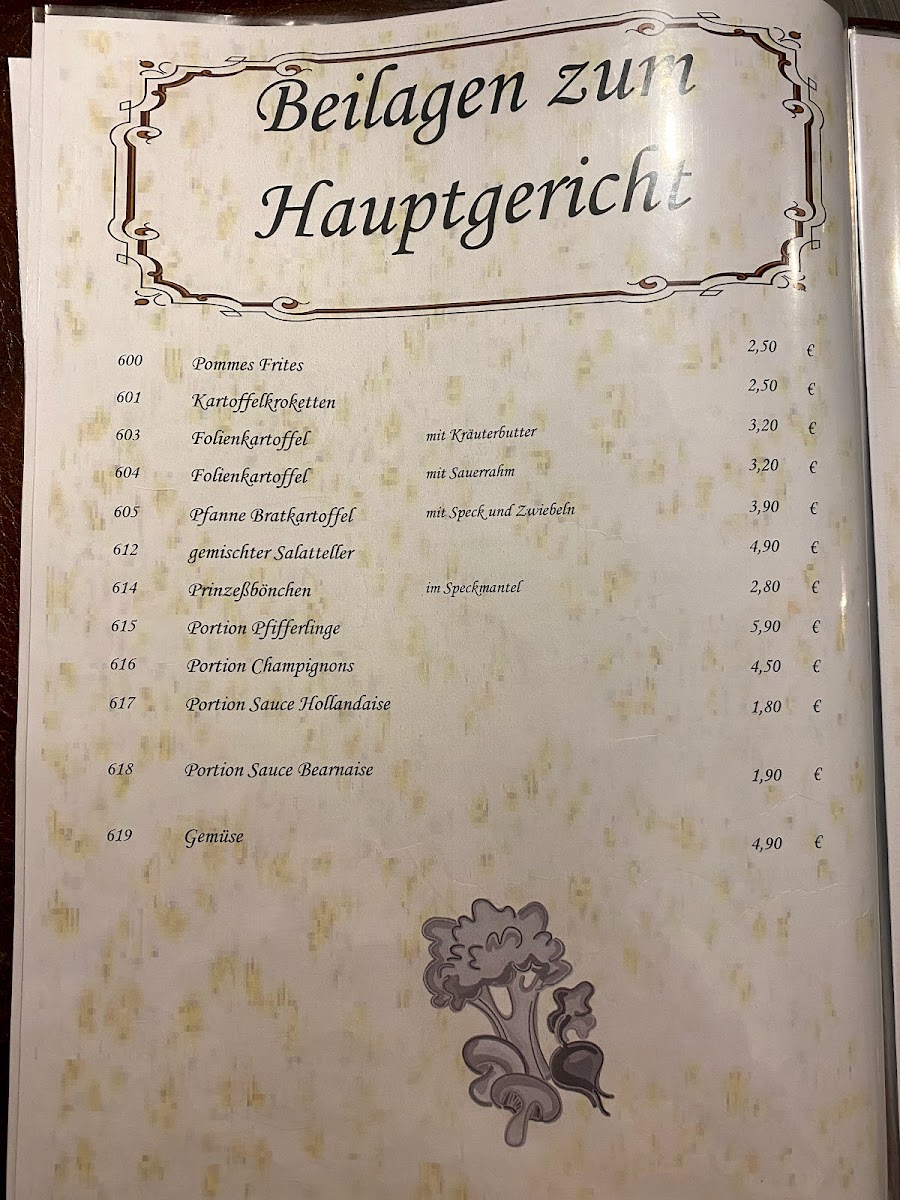 Beilagen zum
Hauptgericht
600 Pommes Frites 2,50 €
601 Kartoffelkroketten 2,50 €
603 Folienkartoffel mit Kräuterbutter 3,20 €
604 Folienkartoffel mit Sauerrahm 3,20 €
605 Pfanne Bratkartoffel mit Speck und Zwiebeln 3,90 €
612 gemischter Salatteller 4,90 €
614 Prinzeßbönchen im Speckmantel 2,80 €
615 Portion Pfifferlinge 5,90 €
616 Portion Champignons 4,50 €
617 Portion Sauce Hollandaise 1,80 €
618 Portion Sauce Bearnaise 1,90 €
619 Gemüse 4,90 €